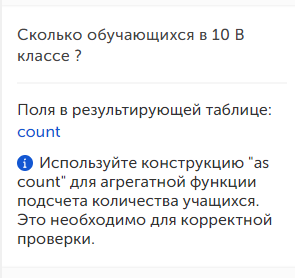 Сколько обучающихся в 10 В
классе ?
Поля в результирующей таблице:
count
Используйте конструкцию "as
count" для агрегатной функции
подсчета количества учащихся.
Это необходимо для корректной
проверки.